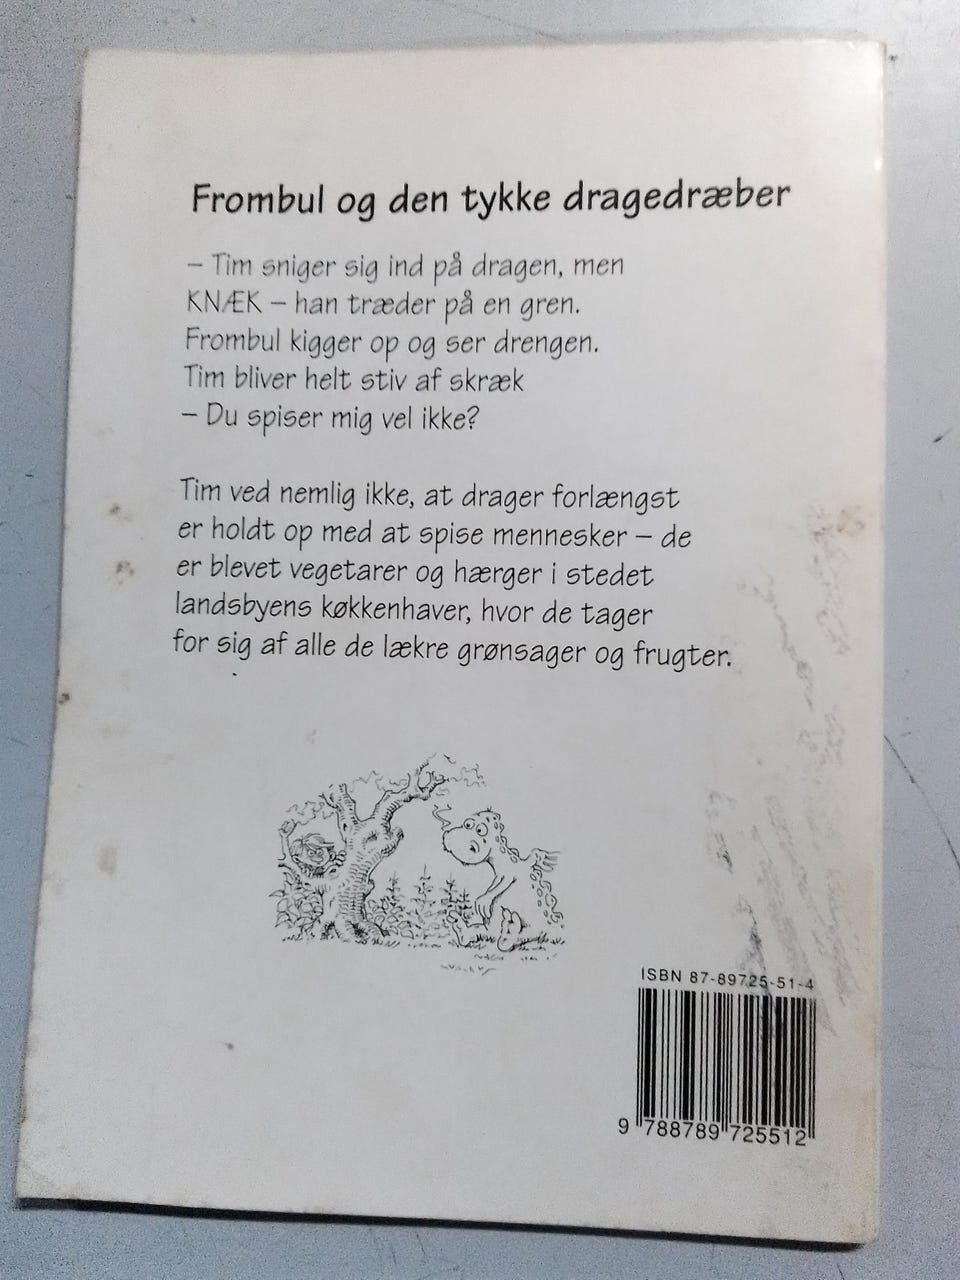 Frombul og den tykke dragedræber
– Tim sniger sig ind på dragen, men
KNÆK – han træder på en gren.
Frombul kigger op og ser drengen.
Tim bliver helt stiv af skræk
– Du spiser mig vel ikke?
Tim ved nemlig ikke, at drager forlængst
er holdt op med at spise mennesker – de
er blevet vegetarer og hærger i stedet
landsbyens køkkenhaver, hvor de tager
for sig af alle de lækre grønsager og frugter.
ISBN 87-89725-51-4
9 788789 725512